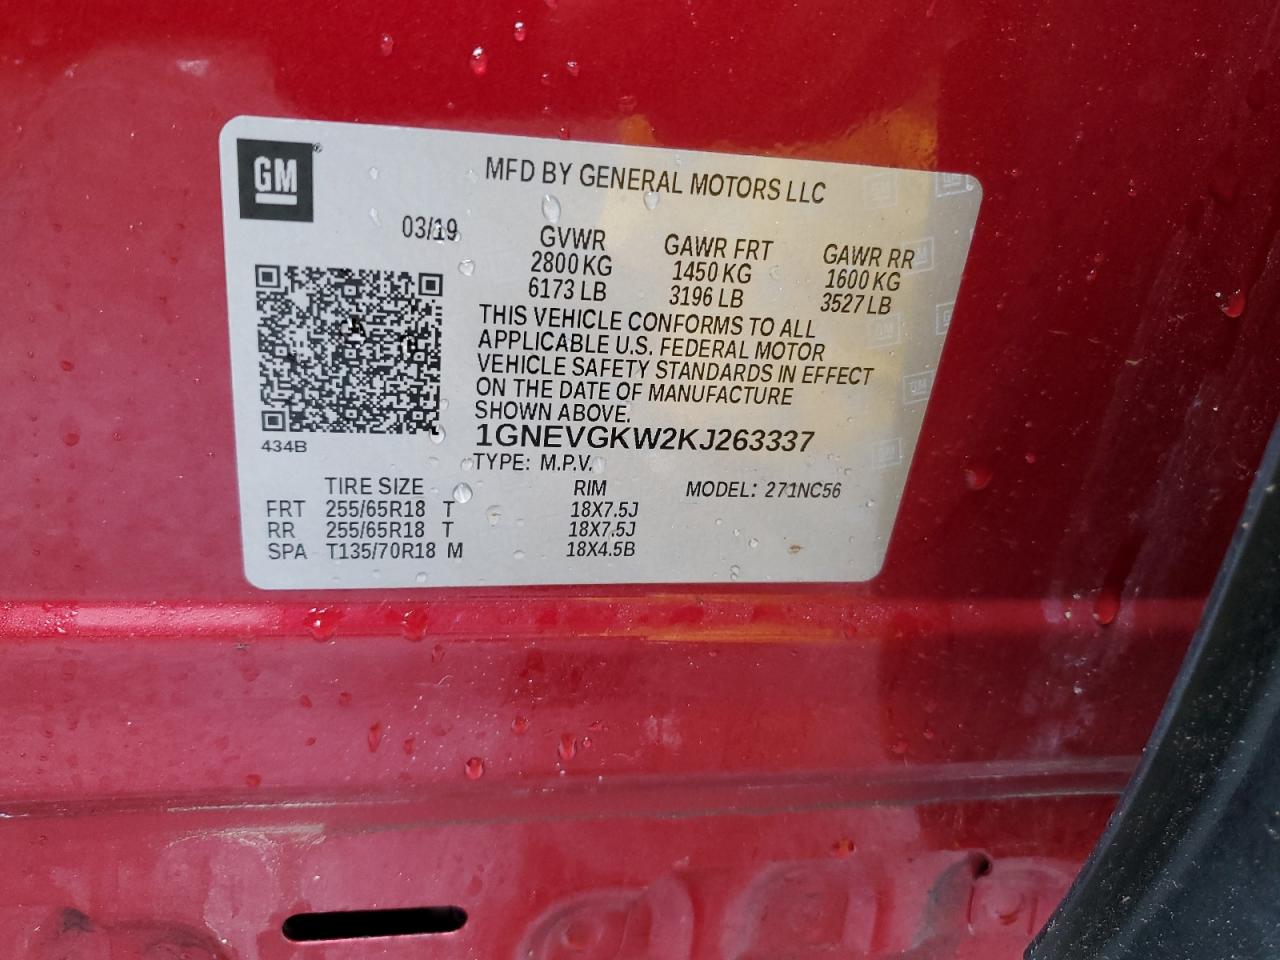 GM
MFD BY GENERAL MOTORS LLC
03/19
GVWR GAWR FRT GAWR RR
2800 KG 1450 KG 1600 KG
6173 LB 3196 LB 3527 LB
THIS VEHICLE CONFORMS TO ALL
APPLICABLE U.S. FEDERAL MOTOR
VEHICLE SAFETY STANDARDS IN EFFECT
ON THE DATE OF MANUFACTURE
SHOWN ABOVE.
434B
1GNEVGKW2KJ263337
TYPE: M.P.V.
TIRE SIZE RIM MODEL: 271NC56
FRT 255/65R18 T 18X7.5J
RR 255/65R18 T 18X7.5J
SPA T135/70R18 M 18X4.5B